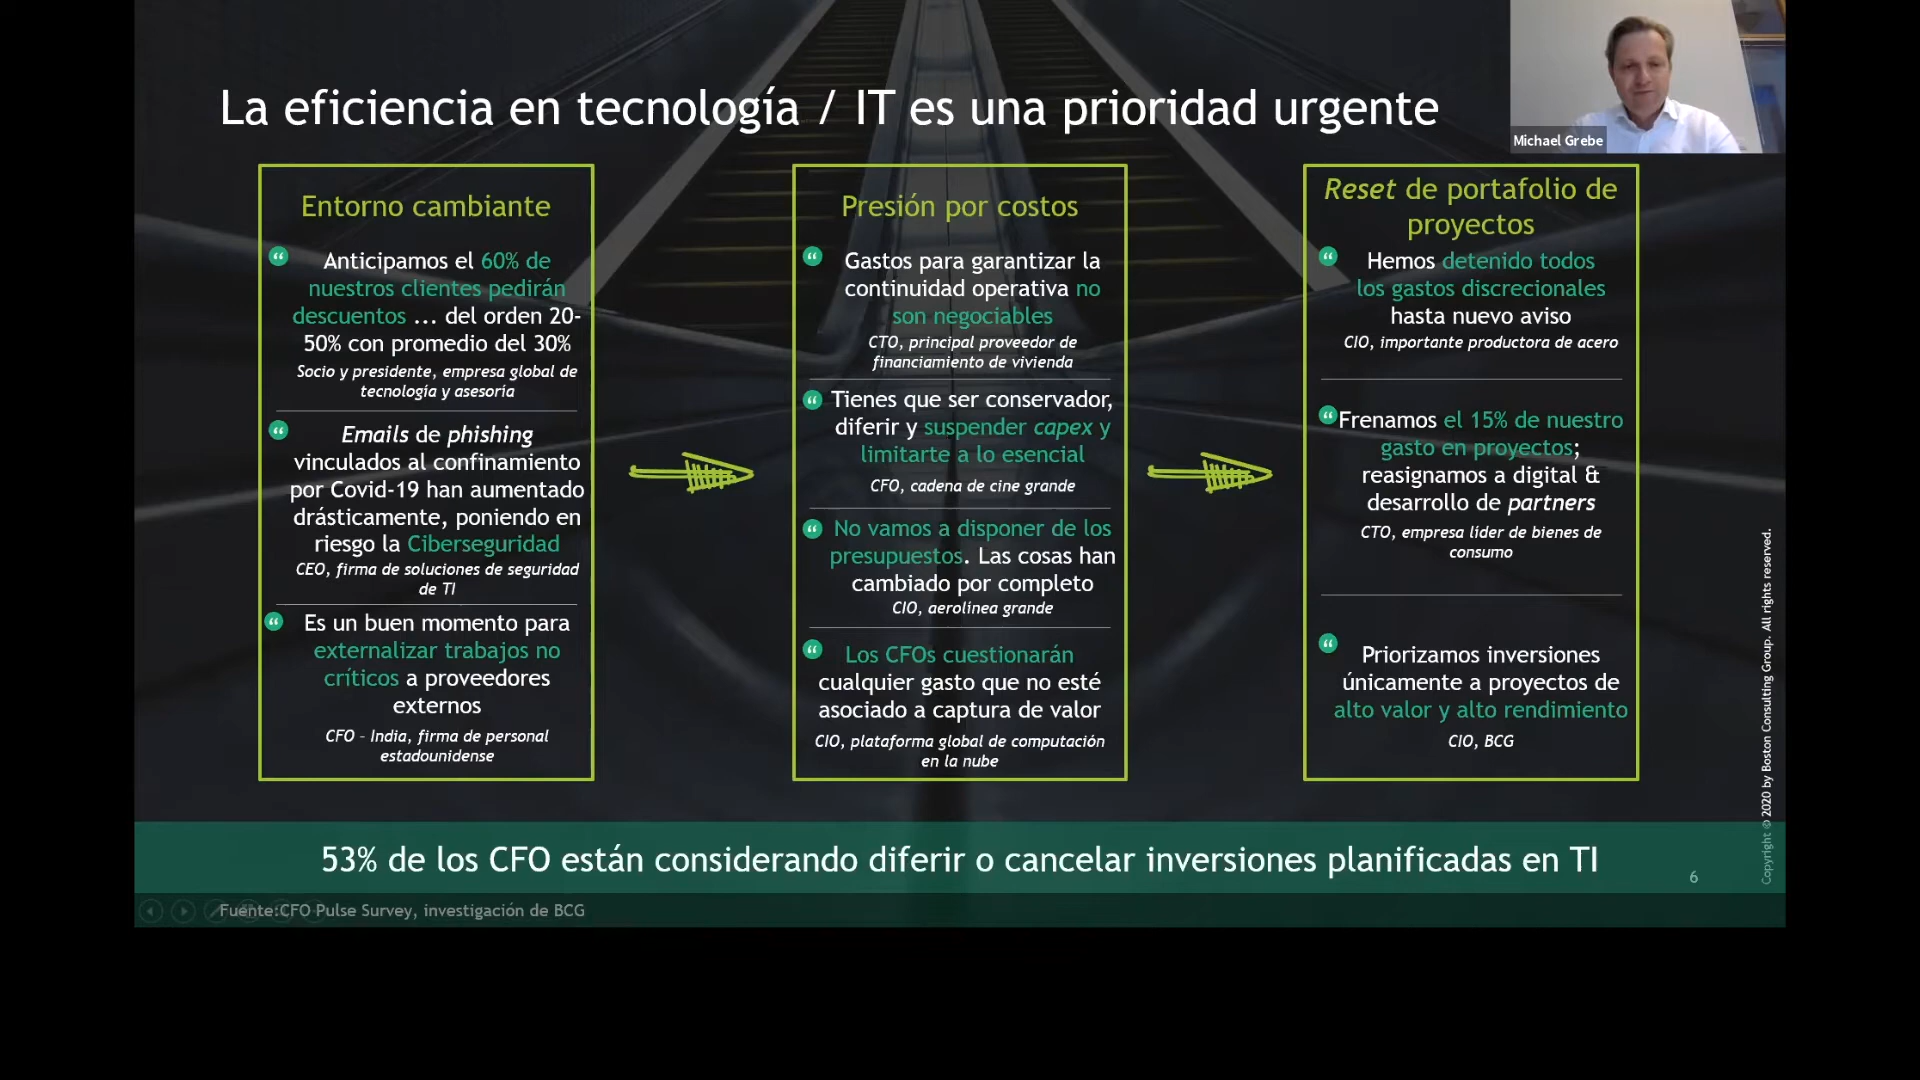 La eficiencia en tecnología / IT es una prioridad urgente
Michael Grebe
Entorno cambiante
Anticipamos el 60% de
nuestros clientes pedirán
descuentos ... del orden 20-
50% con promedio del 30%
Socio y presidente, empresa global de
tecnología y asesoría
Emails de phishing
vinculados al confinamiento
por Covid-19 han aumentado
drásticamente, poniendo en
riesgo la Ciberseguridad
CEO, firma de soluciones de seguridad
de TI
Es un buen momento para
externalizar trabajos no
críticos a proveedores
externos
CFO – India, firma de personal
estadounidense
Presión por costos
Gastos para garantizar la
continuidad operativa no
son negociables
CTO, principal proveedor de
financiamiento de vivienda
Tienes que ser conservador,
diferir y suspender capex y
limitarte a lo esencial
CFO, cadena de cine grande
No vamos a disponer de los
presupuestos. Las cosas han
cambiado por completo
CIO, aerolínea grande
Los CFOs cuestionarán
cualquier gasto que no esté
asociado a captura de valor
CIO, plataforma global de computación
en la nube
Reset de portafolio de
proyectos
Hemos detenido todos
los gastos discrecionales
hasta nuevo aviso
CIO, importante productora de acero
Frenamos el 15% de nuestro
gasto en proyectos;
reasignamos a digital &
desarrollo de partners
CTO, empresa líder de bienes de
consumo
Priorizamos inversiones
únicamente a proyectos de
alto valor y alto rendimiento
CIO, BCG
53% de los CFO están considerando diferir o cancelar inversiones planificadas en TI
6
Fuente:CFO Pulse Survey, investigación de BCG
Copyright © 2020 by Boston Consulting Group. All rights reserved.